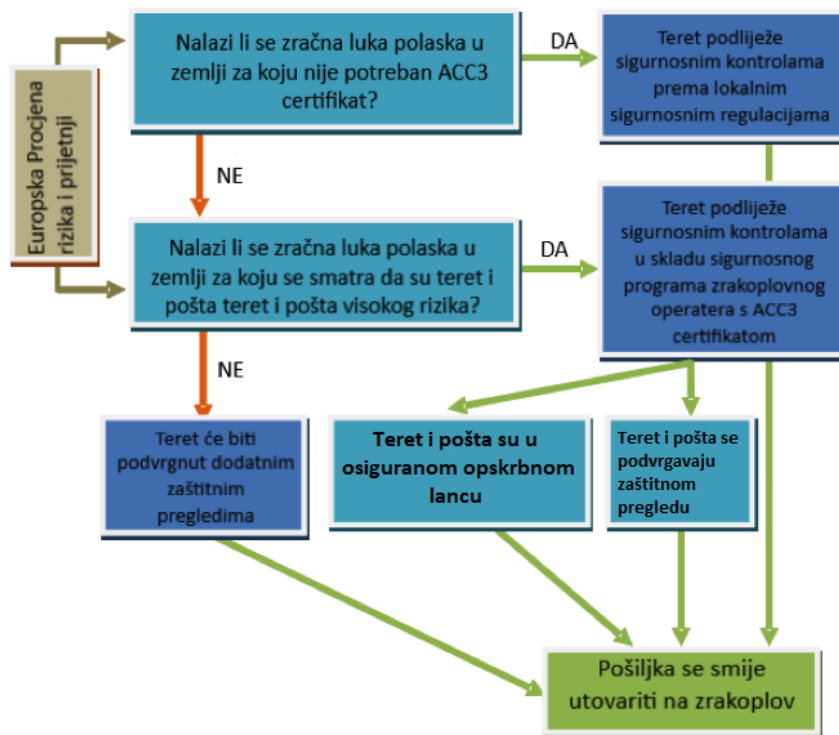 Europska Procjena
rizika i prijetnji
Nalazi li se zračna luka polaska u
zemlji za koju nije potreban ACC3
certifikat?
DA
Teret podliježe
sigurnosnim kontrolama
prema lokalnim
sigurnosnim regulacijama
NE
Nalazi li se zračna luka polaska u
zemlji za koju se smatra da su teret i
pošta teret i pošta visokog rizika?
DA
Teret podliježe
sigurnosnim kontrolama
u skladu sigurnosnog
programa zrakoplovnog
operatera s ACC3
certifikatom
NE
Teret će biti
podvrgnut dodatnim
zaštitnim
pregledima
Teret i pošta su u
osiguranom opskrbnom
lancu
Teret i pošta se
podvrgavaju
zaštitnom
pregledu
Pošiljka se smije
utovariti na zrakoplov